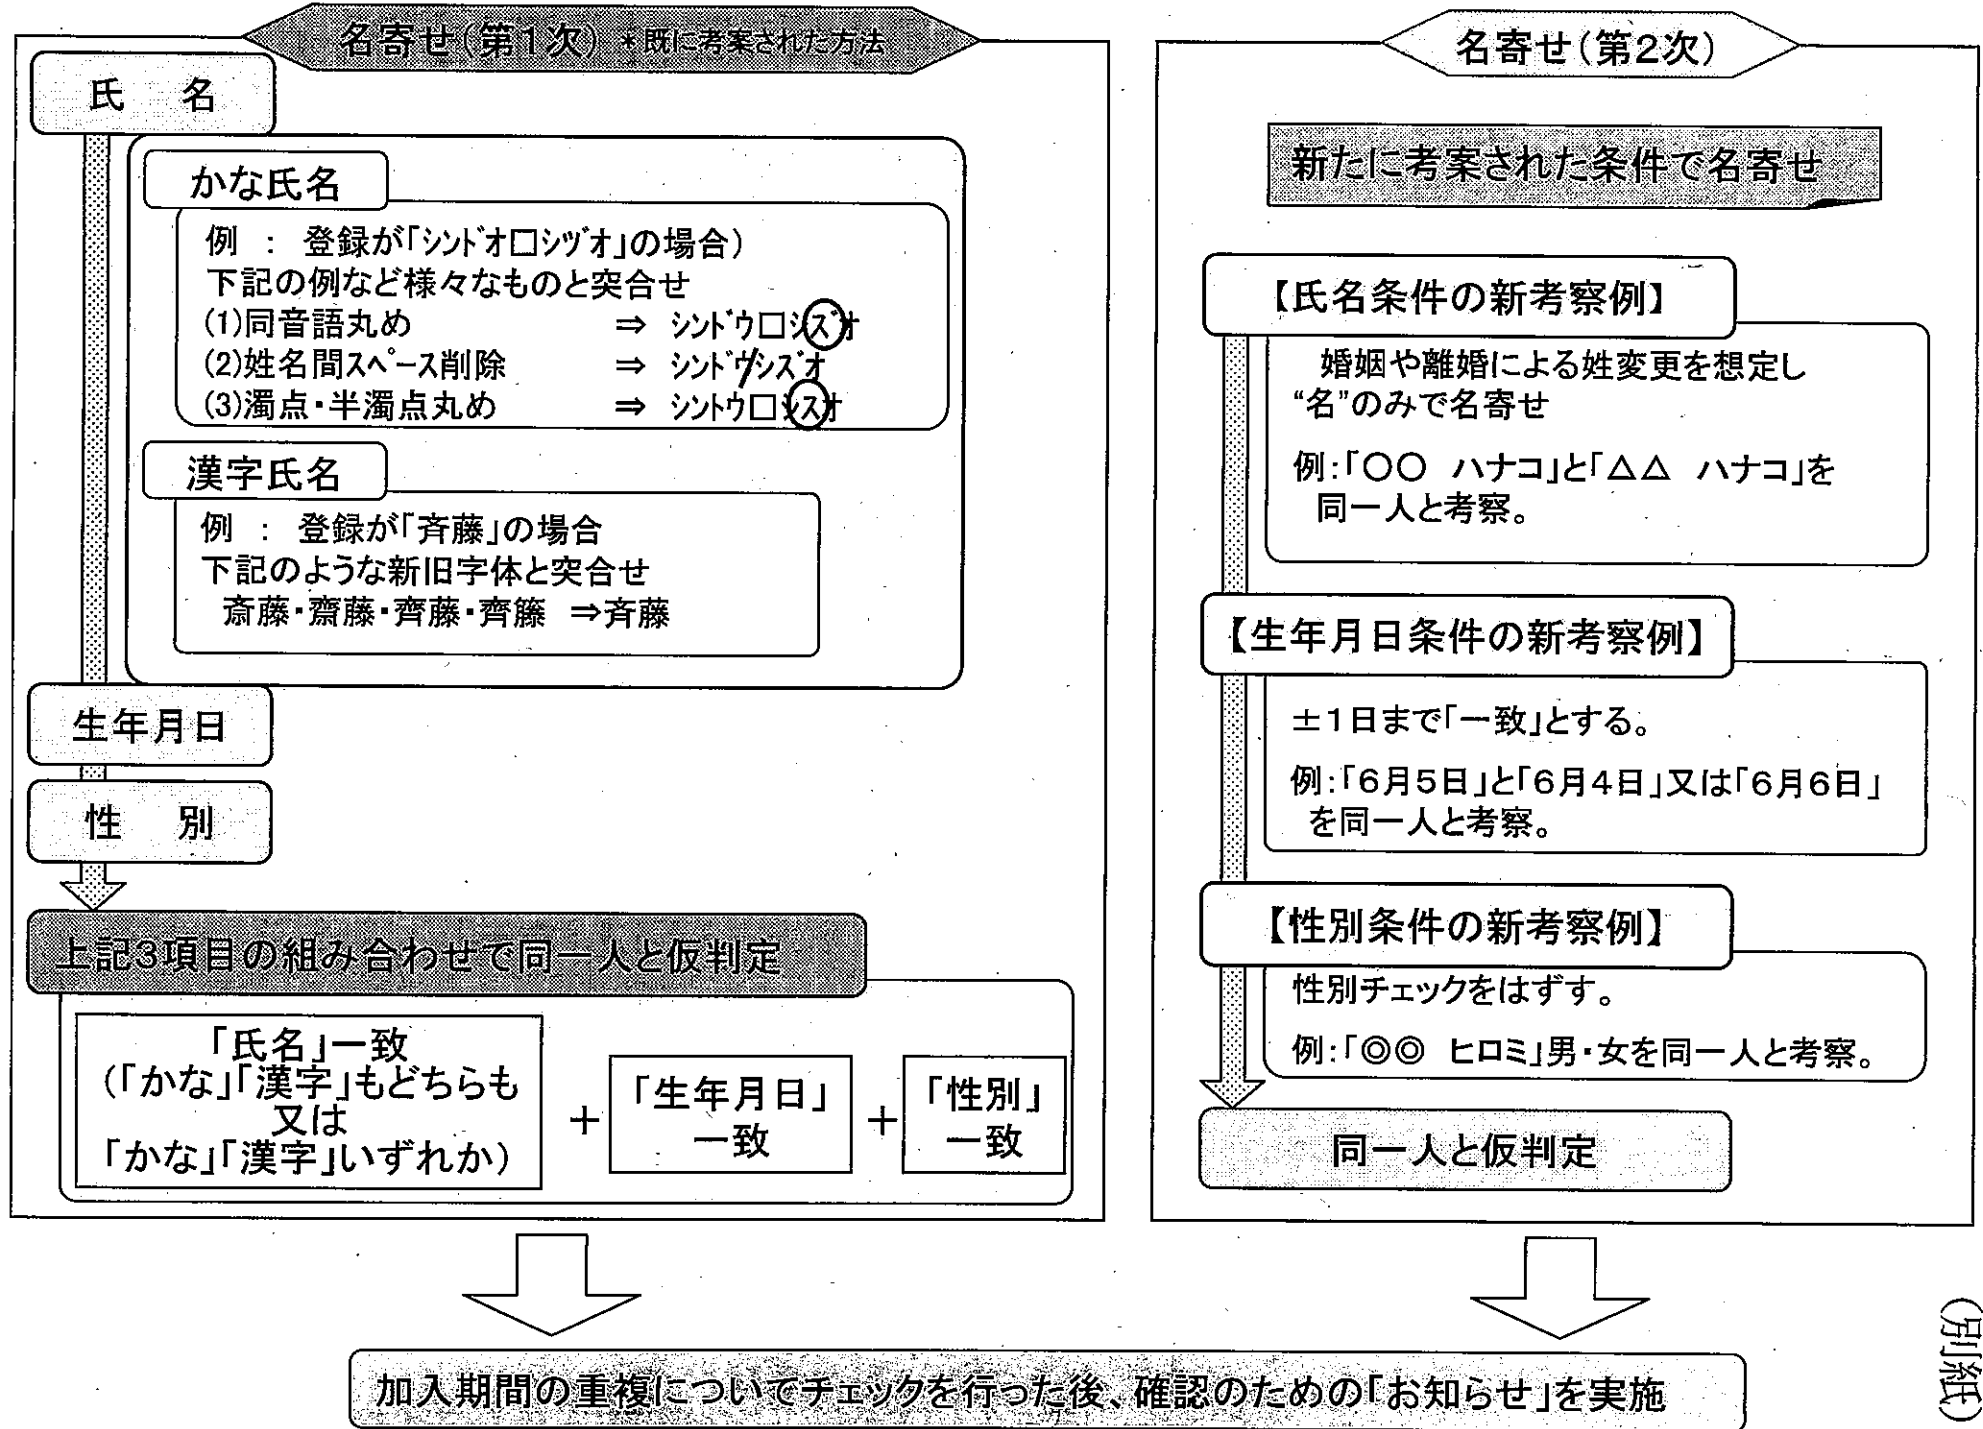 名寄せ(第1次) *既に考案された方法
氏　名
かな氏名
例 : 登録が「シンドオ□シヅオ」の場合)
下記の例など様々なものと突合せ
(1)同音語丸め ⇒ シンドウ□シズオ
(2)姓名間スペース削除 ⇒ シンドウシズオ
(3)濁点・半濁点丸め ⇒ シントウ□シスオ
漢字氏名
例 : 登録が「斉藤」の場合
下記のような新旧字体と突合せ
斎藤・齋藤・齊藤・齊籐 ⇒斉藤
生年月日
性　別
上記3項目の組み合わせで同一人と仮判定
「氏名」一致
(「かな」「漢字」もどちらも
又は
「かな」「漢字」いずれか)
+
「生年月日」
一致
+
「性別」
一致
名寄せ(第2次)
新たに考案された条件で名寄せ
【氏名条件の新考察例】
婚姻や離婚による姓変更を想定し
“名”のみで名寄せ
例:「○○　ハナコ」と「△△　ハナコ」を
同一人と考察。
【生年月日条件の新考察例】
±1日まで「一致」とする。
例:「6月5日」と「6月4日」又は「6月6日」
を同一人と考察。
【性別条件の新考察例】
性別チェックをはずす。
例:「◎◎　ヒロミ」男・女を同一人と考察。
同一人と仮判定
加入期間の重複についてチェックを行った後、確認のための「お知らせ」を実施
(別紙)